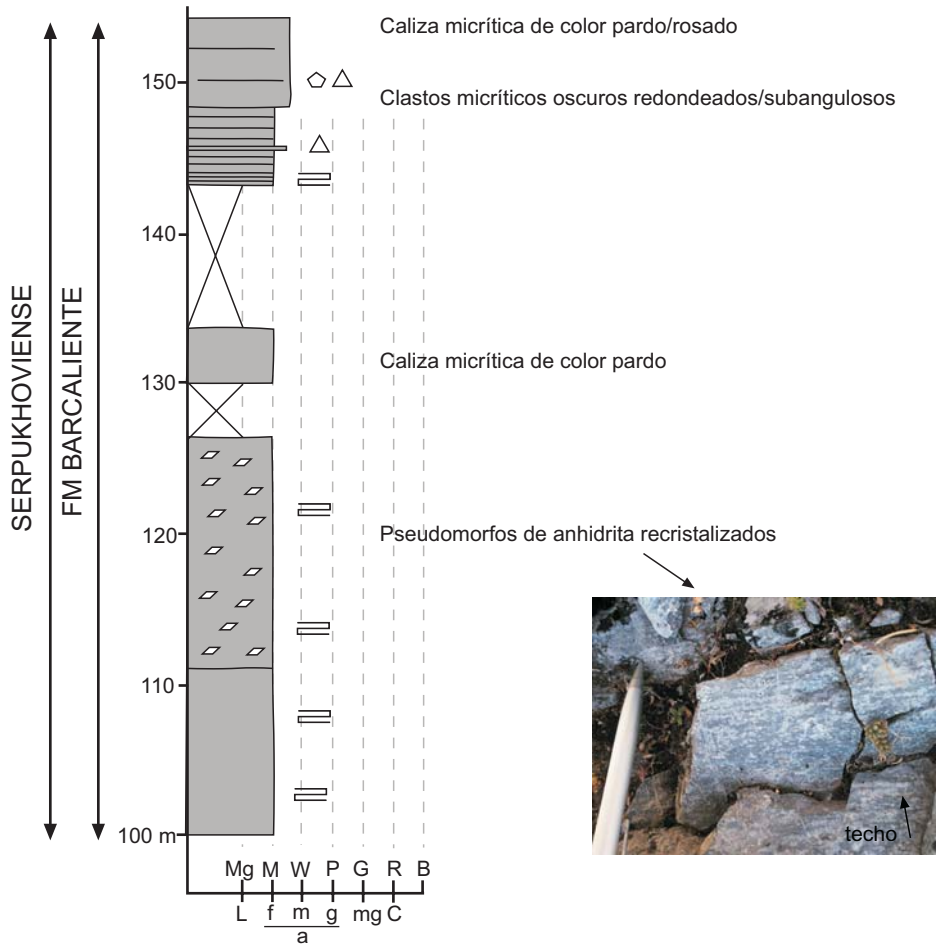 Caliza micrítica de color pardo/rosado
150
Clastos micríticos oscuros redondeados/subangulosos
140
SERPUKHOVIENSE
FM BARCALIENTE
Caliza micrítica de color pardo
130
120
Pseudomorfos de anhidrita recristalizados
110
techo
100 m
Mg M W P G R B
L f m g mg C
a